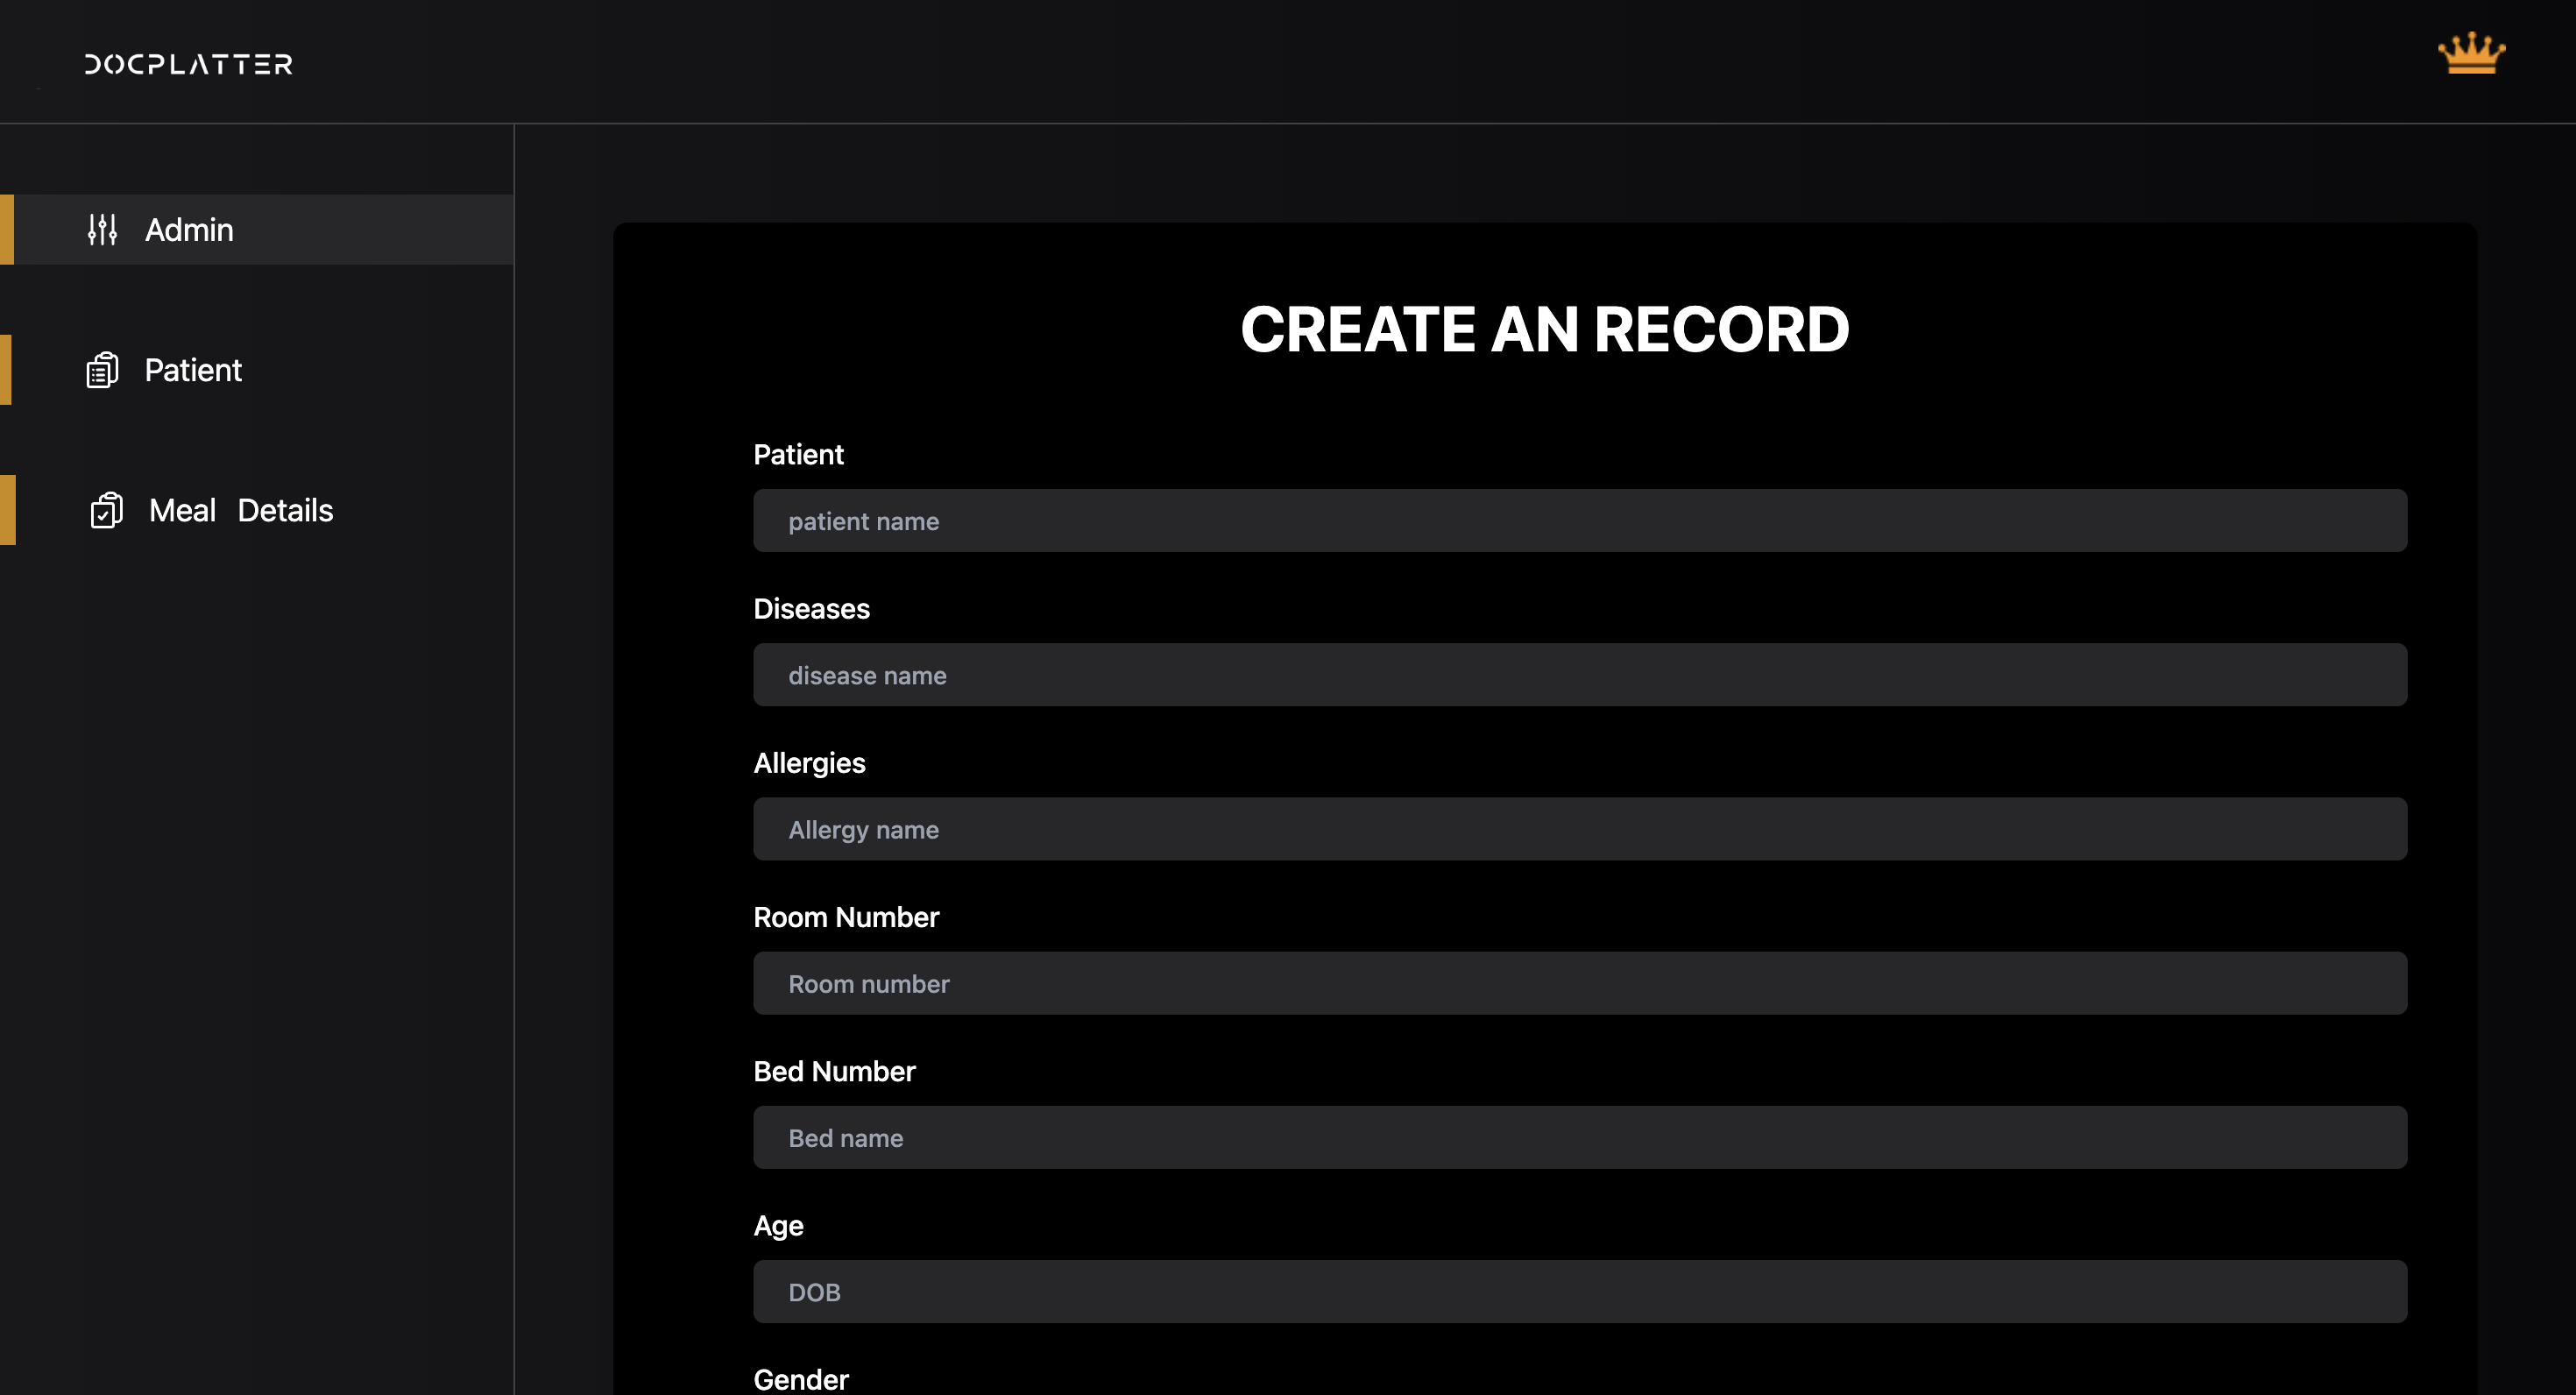 DOCPLATTER
Admin
Patient
Meal Details
CREATE AN RECORD
Patient
patient name
Diseases
disease name
Allergies
Allergy name
Room Number
Room number
Bed Number
Bed name
Age
DOB
Gender